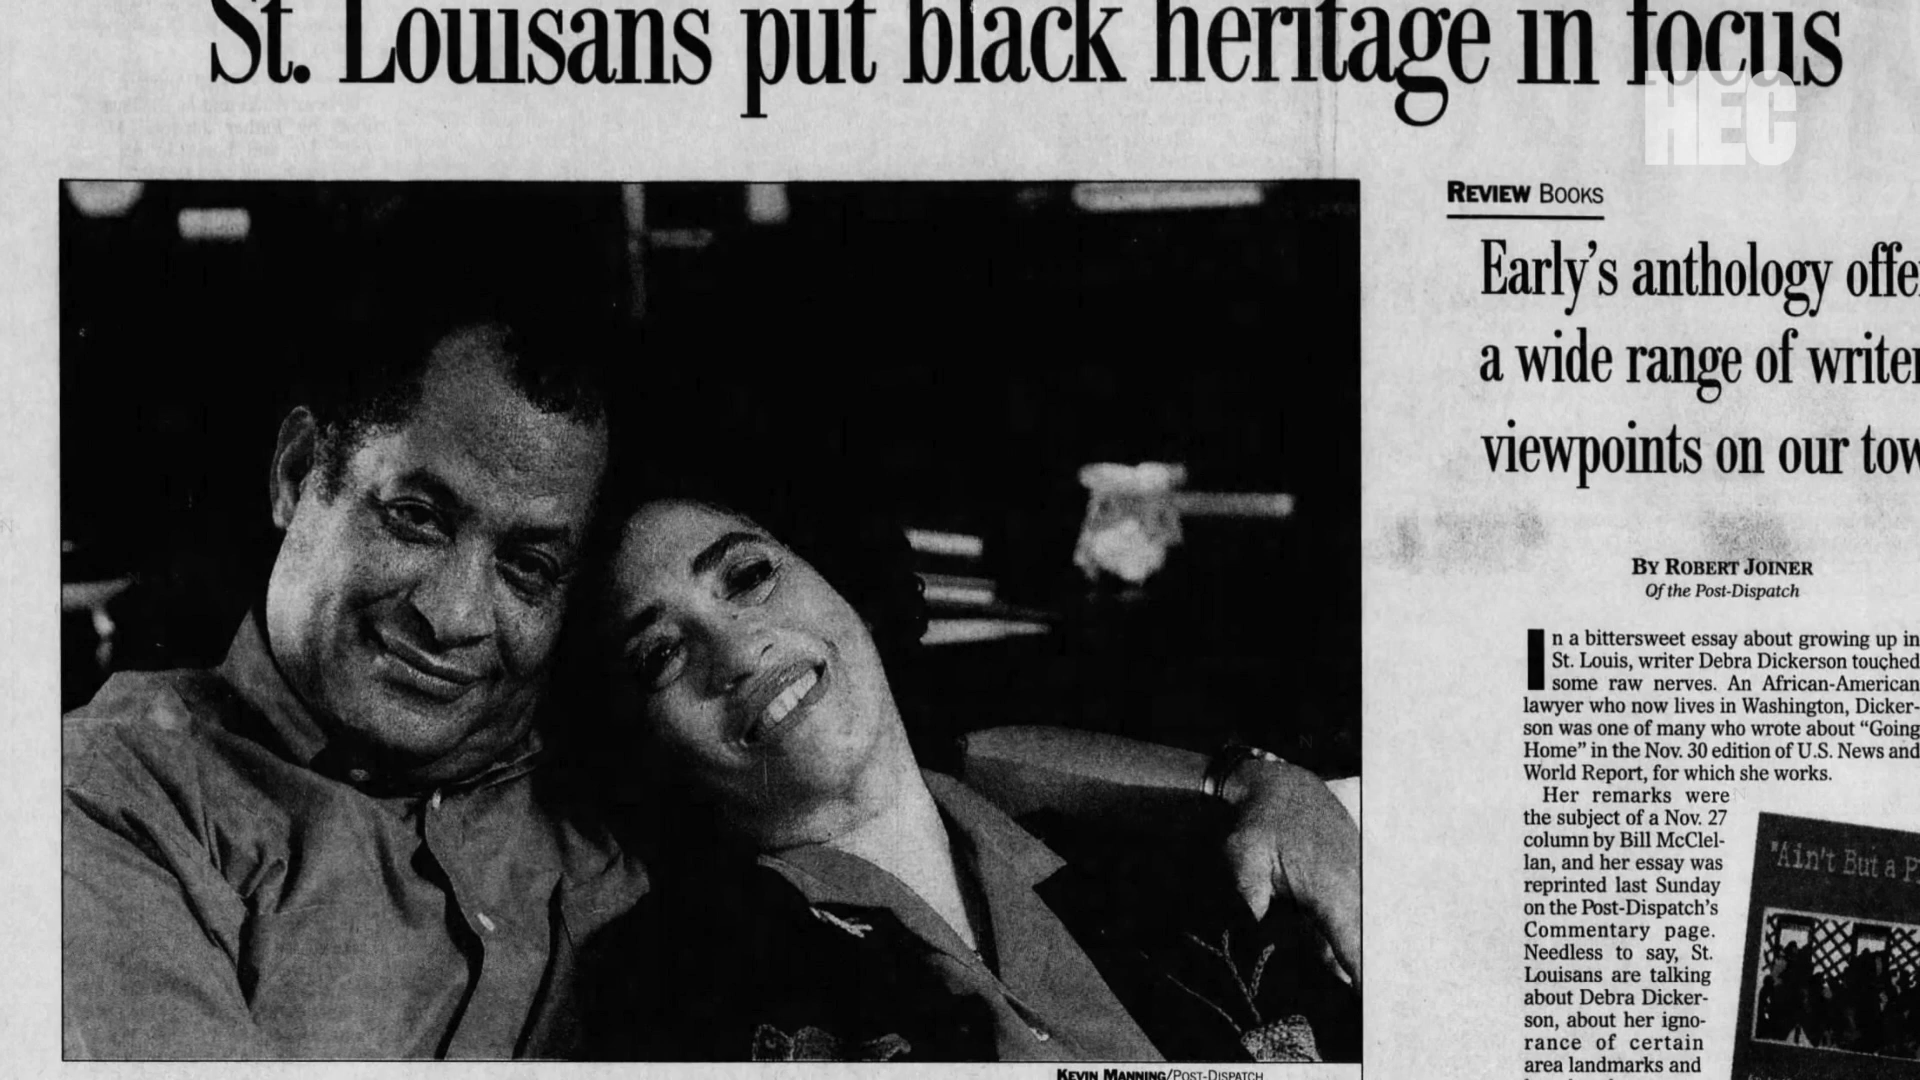 St. Louisans put black heritage in focus
HEC
REVIEW BOOKS
Early's anthology
a wide range of
viewpoints on our
BY ROBERT JOINER
Of the Post-Dispatch
In a bittersweet essay about growing up in
St. Louis, writer Debra Dickerson touched
some raw nerves. An African-American
lawyer who now lives in Washington, Dicker-
son was one of many who wrote about “Going
Home” in the Nov. 30 edition of U.S. News and
World Report, for which she works.
Her remarks were
the subject of a Nov. 27
column by Bill McClel-
lan, and her essay was
reprinted last Sunday
on the Post-Dispatch's
Commentary page.
Needless to say, St.
Louisans are talking
about Debra Dicker-
son, about her igno-
rance of certain
area landmarks and
"Ain't But a
KEVIN MANNING/POST-DISPATCH